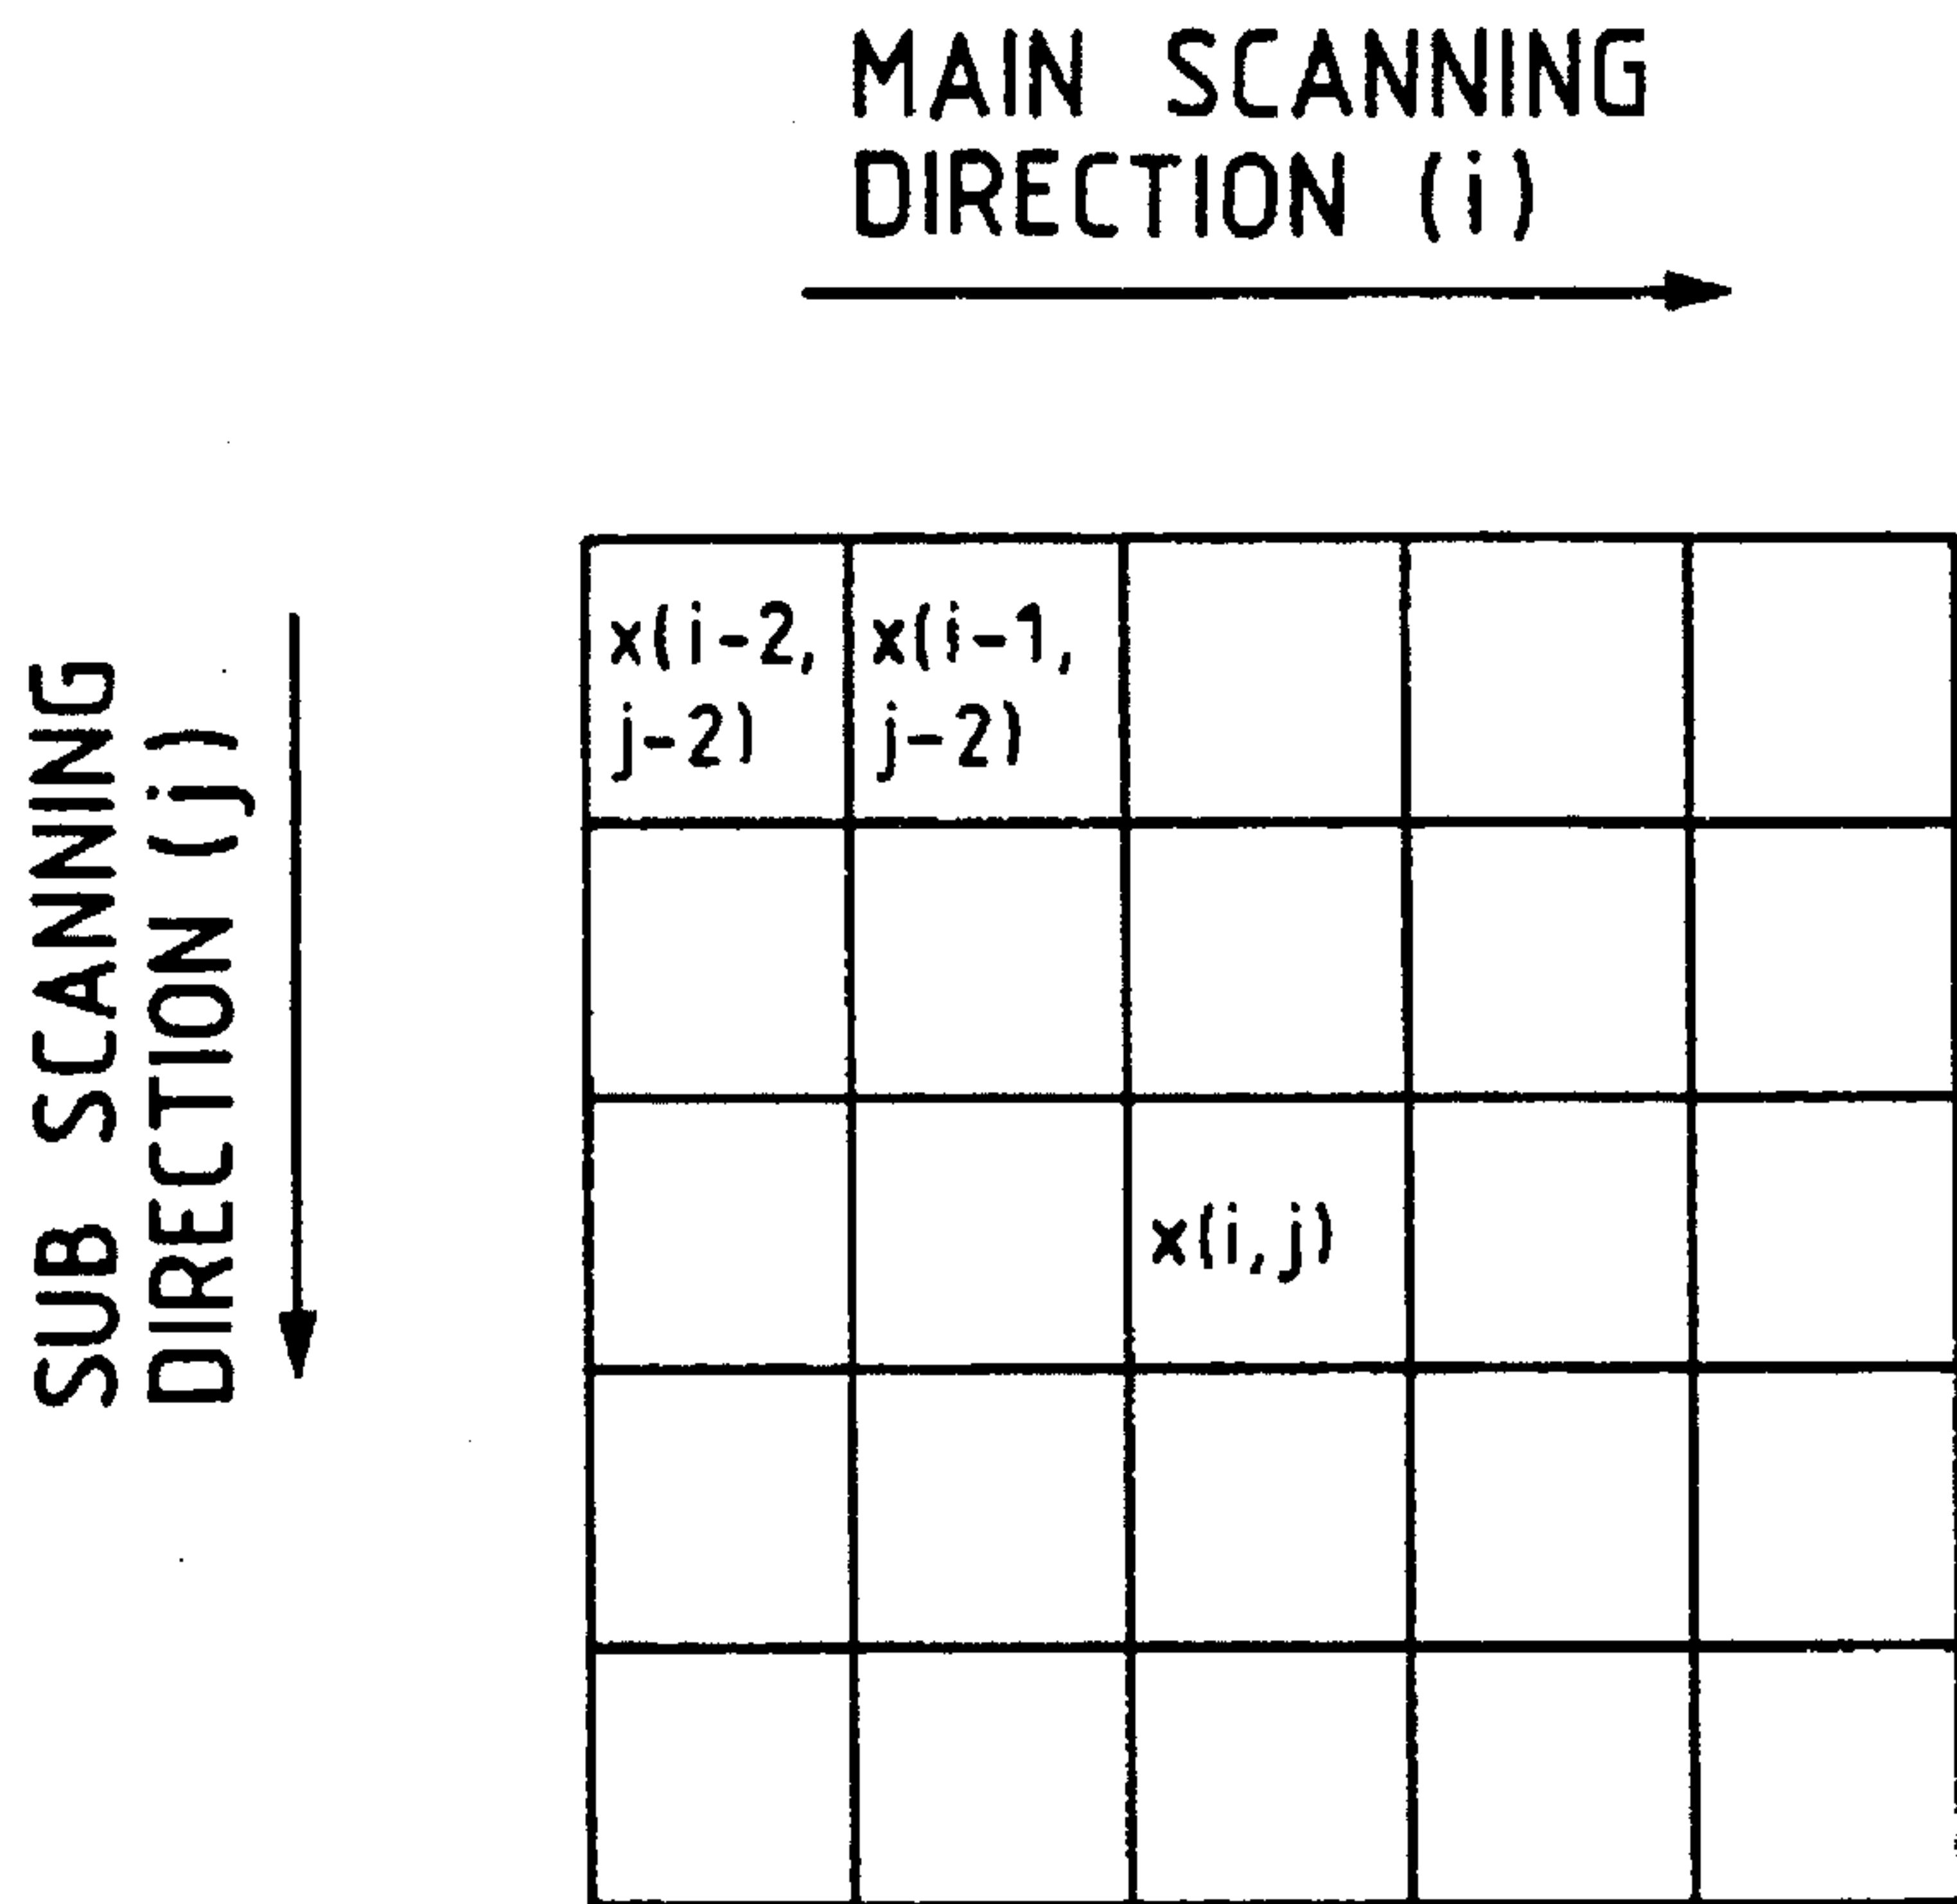 MAIN SCANNING
DIRECTION (i)
SUB SCANNING
DIRECTION (j)
x(i-2,
j-2)
x(i-1,
j-2)
x(i,j)